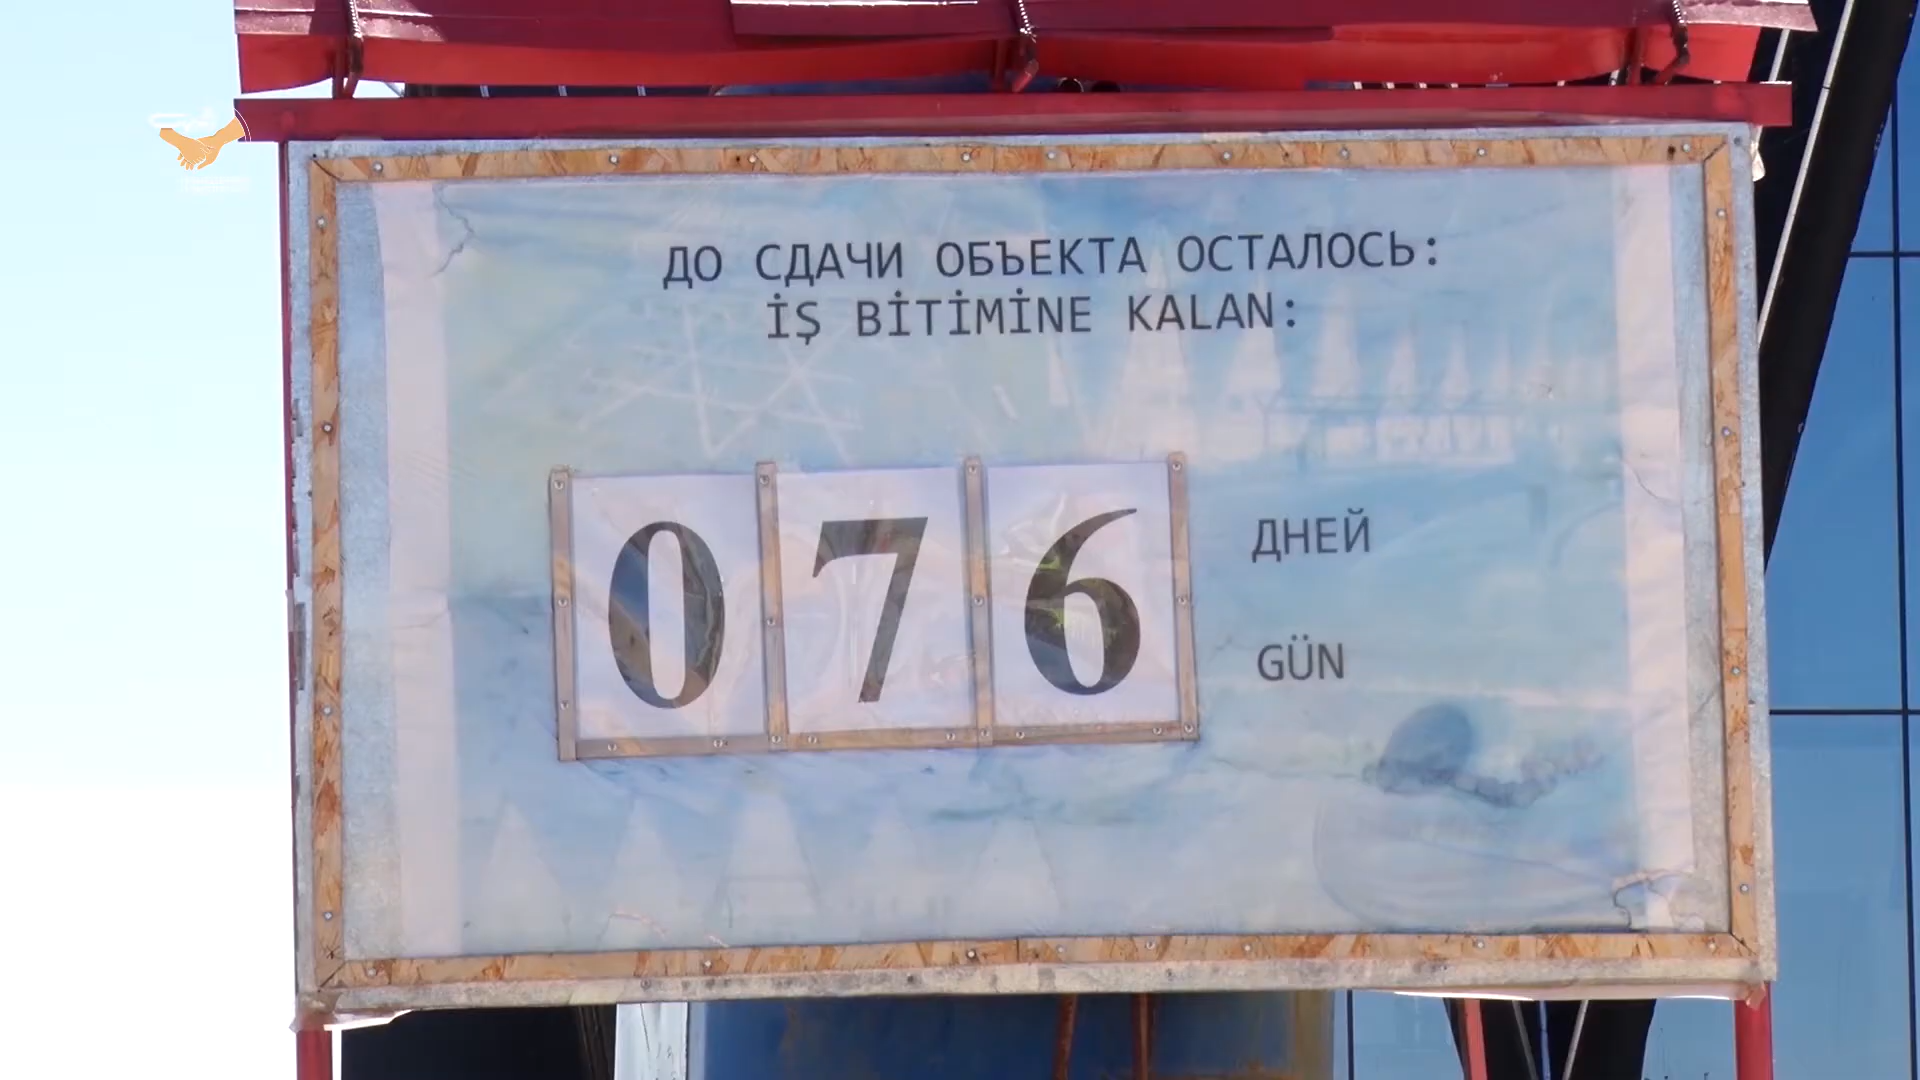 ДО СДАЧИ ОБЪЕКТА ОСТАЛОСЬ:
İŞ BİTİMİNE KALAN:
076
ДНЕЙ
GÜN